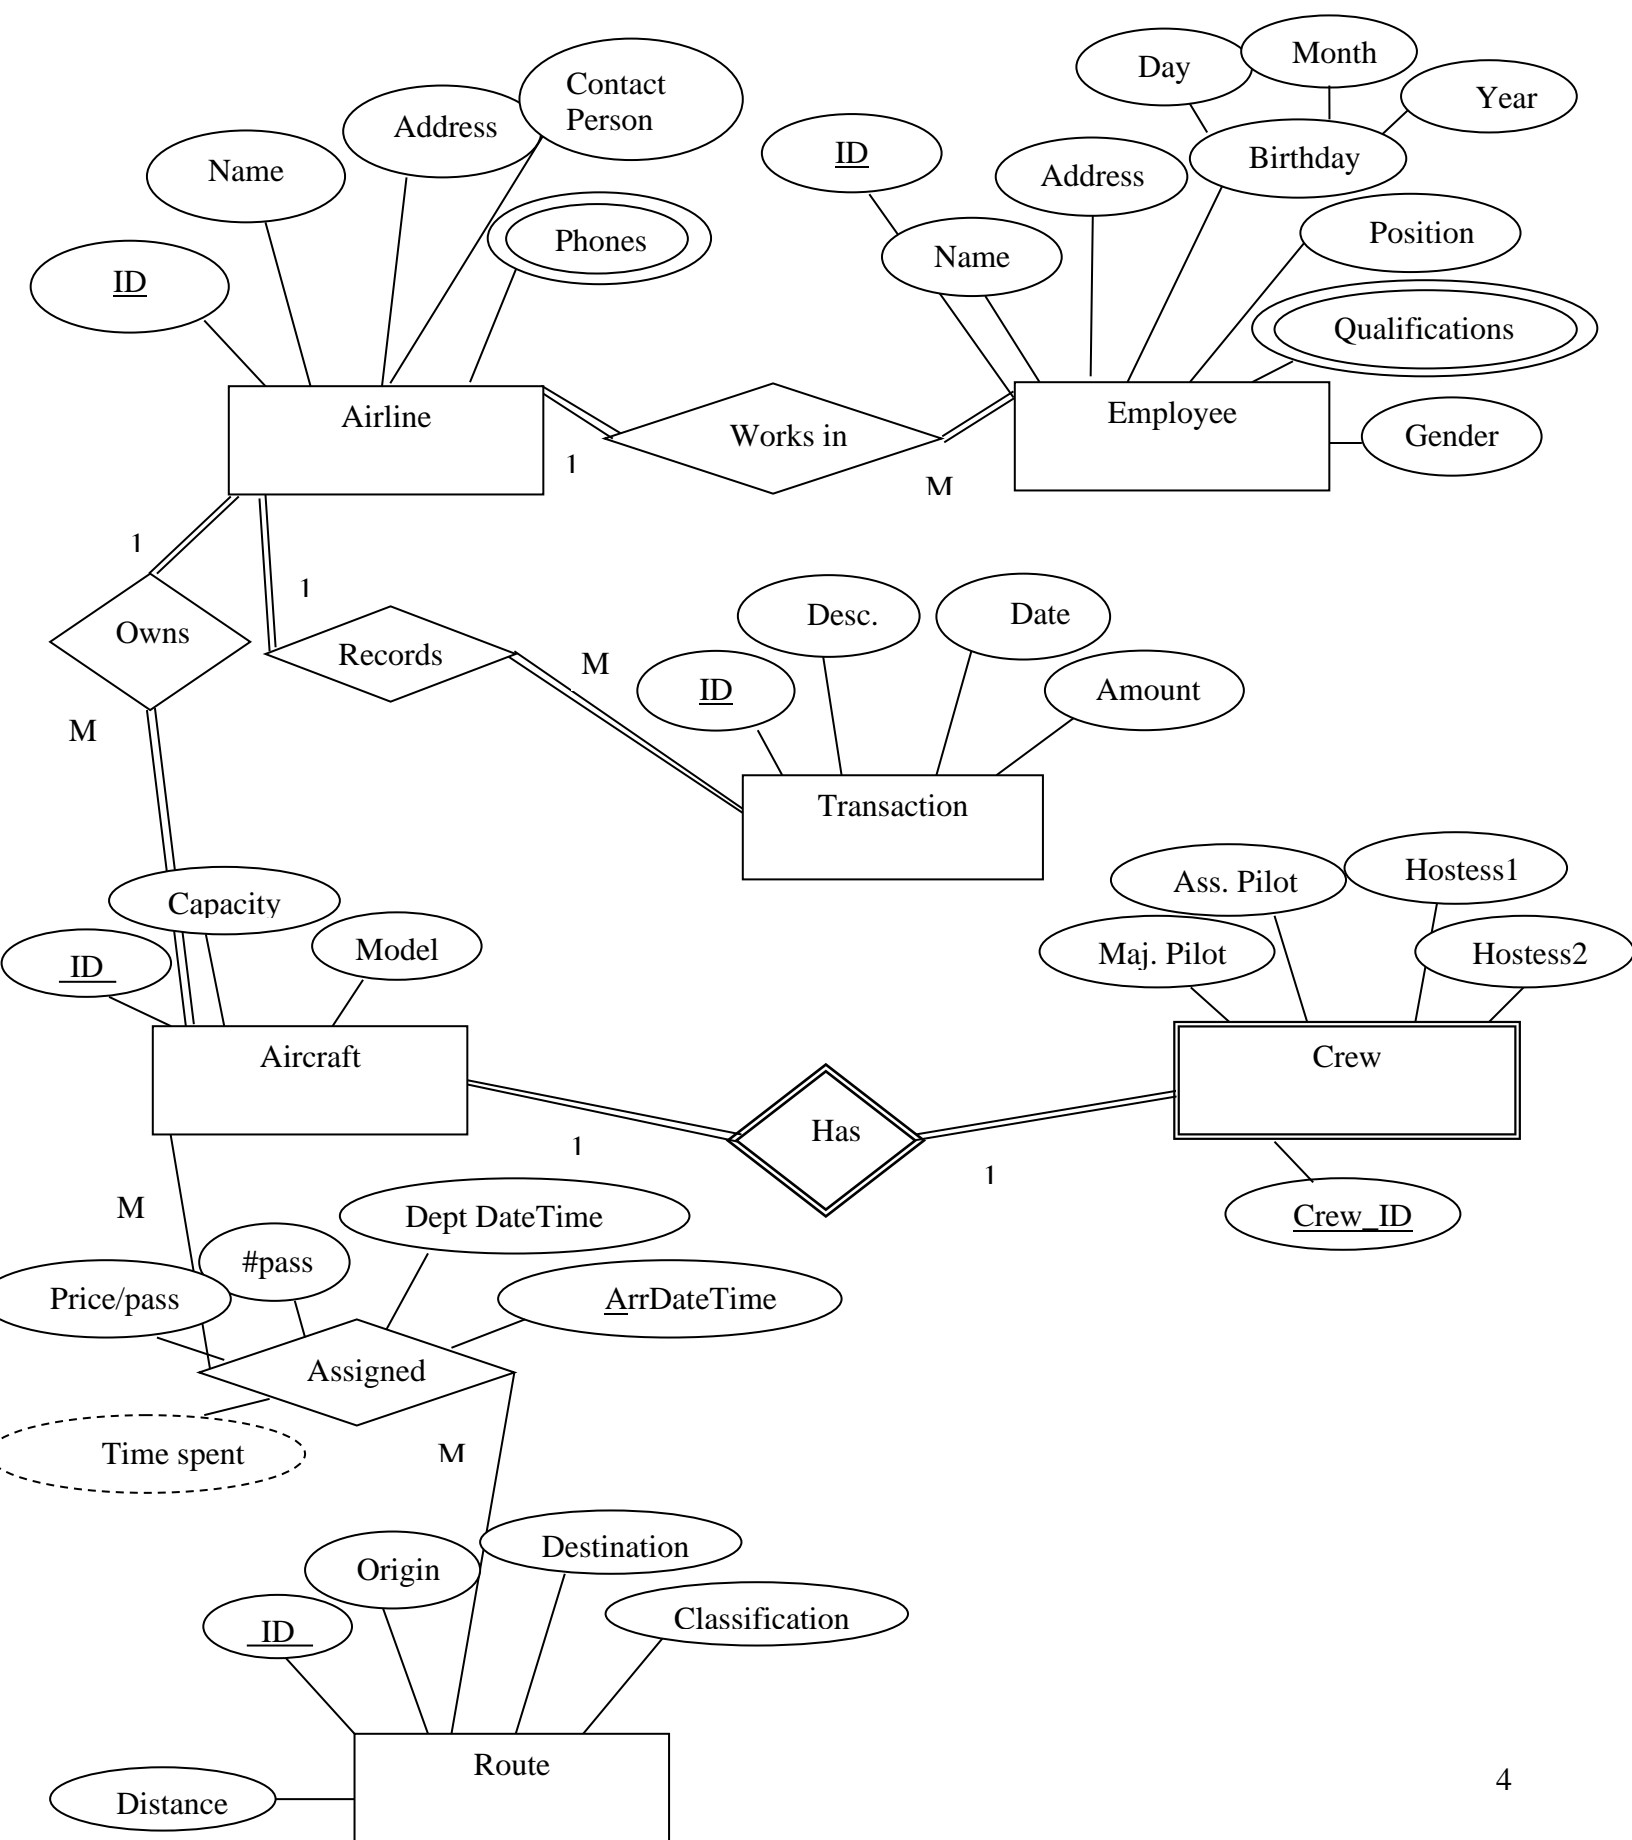 Contact
Person
Address
Name
ID
Phones
Day
Month
Year
Birthday
ID
Address
Name
Position
Qualifications
Gender
Airline
Works in
Employee
1
M
1
1
Owns
Records
M
M
Desc.
Date
ID
Amount
Transaction
Capacity
ID
Model
Aircraft
Ass. Pilot
Hostess1
Maj. Pilot
Hostess2
Crew
Has
1
1
Crew_ID
M
#pass
Dept DateTime
Price/pass
ArrDateTime
Assigned
Time spent
M
Origin
Destination
ID
Classification
Route
Distance
4